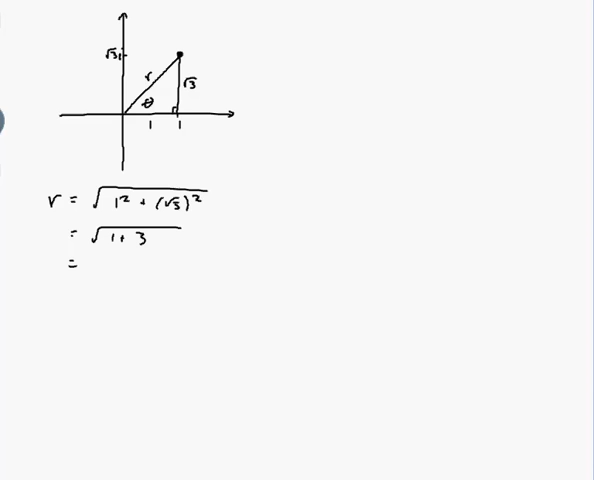 √3
r
√3
θ
1 1
r = √(1² + (√3)²)
= √(1 + 3)
=